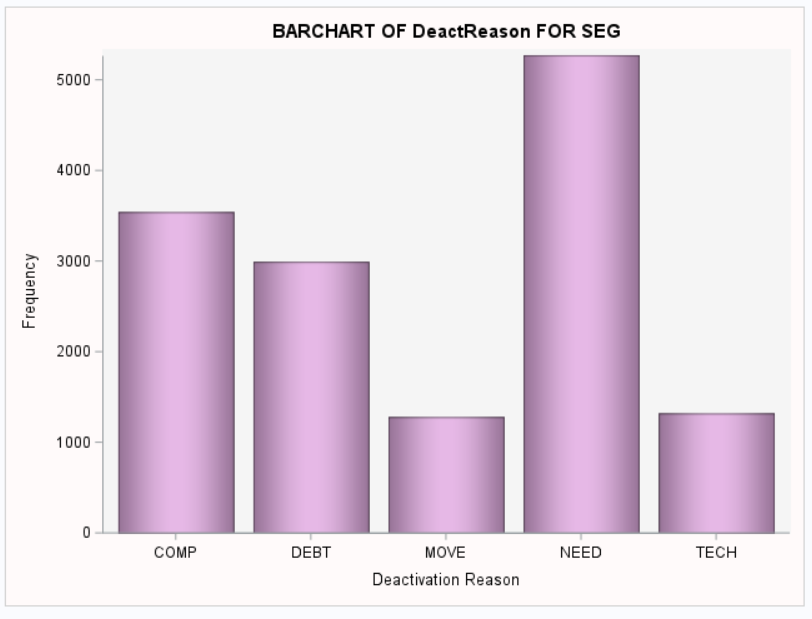 BARCHART OF DeactReason FOR SEG
5000
4000
3000
2000
1000
0
Frequency
COMP DEBT MOVE NEED TECH
Deactivation Reason